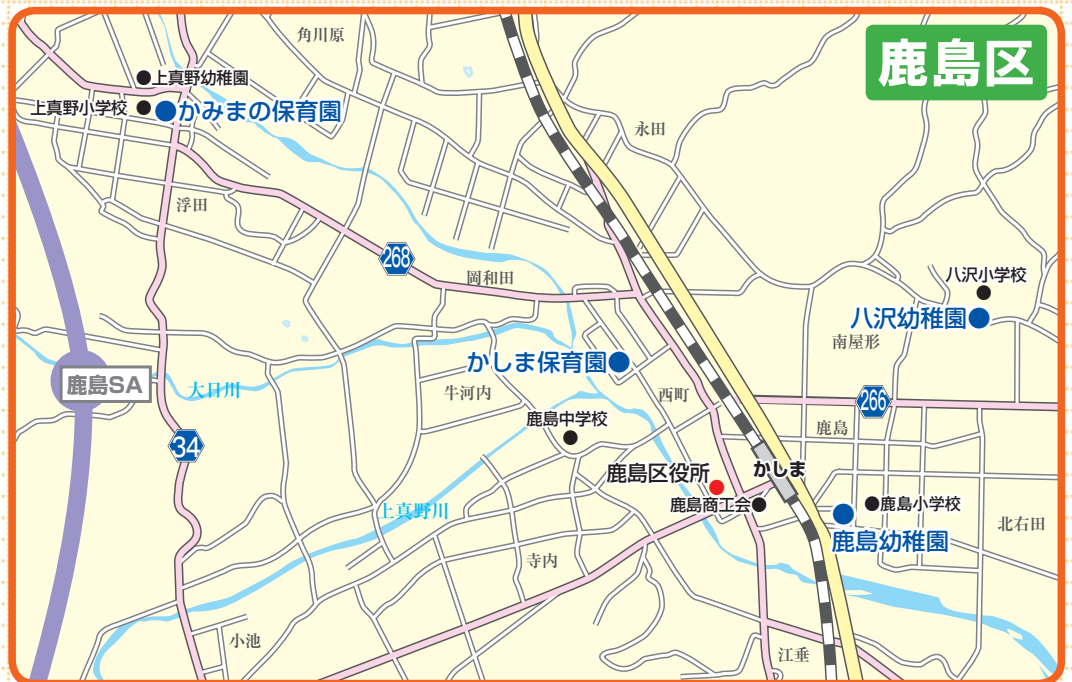 鹿島区
角川原
上真野幼稚園
上真野小学校
かみまの保育園
永田
浮田
268
岡和田
八沢小学校
八沢幼稚園
南屋形
かしま保育園
鹿島SA
大日川
牛河内
西町
266
鹿島中学校
鹿島
34
鹿島区役所
かしま
鹿島商工会
鹿島小学校
上真野川
北右田
鹿島幼稚園
寺内
小池
江垂